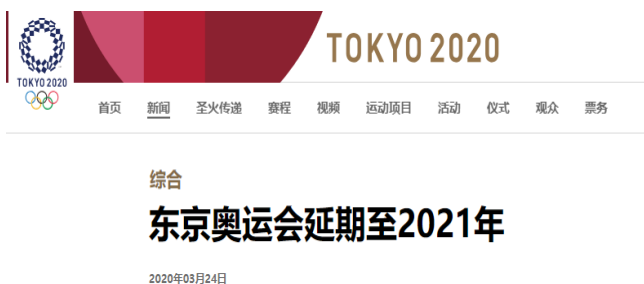 TOKYO 2020
TOKYO 2020
首页 新闻 圣火传递 赛程 视频 运动项目 活动 仪式 观众 票务
综合
东京奥运会延期至2021年
2020年03月24日